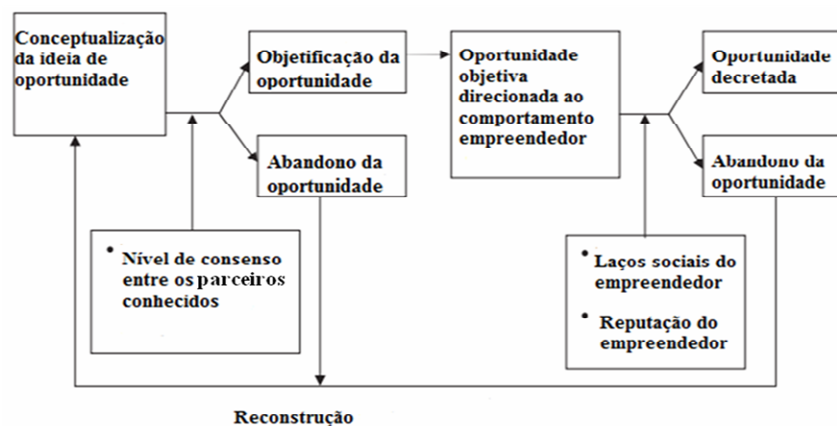 Conceptualização
da ideia de
oportunidade
Objetificação da
oportunidade
Abandono da
oportunidade
• Nível de consenso
entre os parceiros
conhecidos
Oportunidade
objetiva
direcionada ao
comportamento
empreendedor
Oportunidade
decretada
Abandono da
oportunidade
• Laços sociais do
empreendedor
• Reputação do
empreendedor
Reconstrução